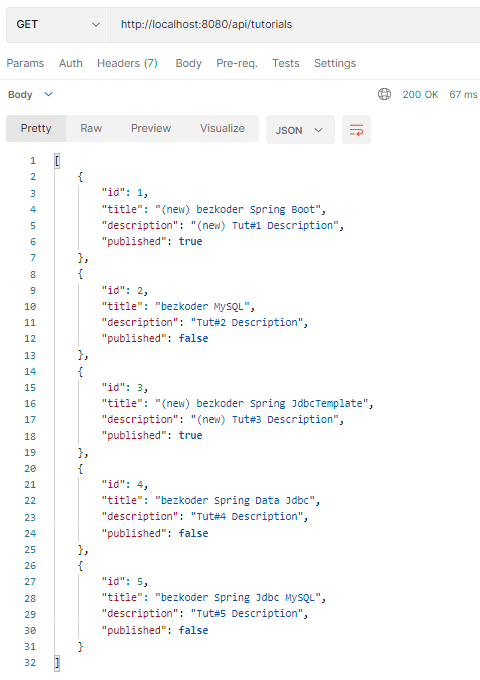 GET http://localhost:8080/api/tutorials
Params Auth Headers (7) Body Pre-req. Tests Settings
Body 200 OK 67 ms
Pretty Raw Preview Visualize JSON
1 [
2 {
3 "id": 1,
4 "title": "(new) bezkoder Spring Boot",
5 "description": "(new) Tut#1 Description",
6 "published": true
7 },
8 {
9 "id": 2,
10 "title": "bezkoder MySQL",
11 "description": "Tut#2 Description",
12 "published": false
13 },
14 {
15 "id": 3,
16 "title": "(new) bezkoder Spring JdbcTemplate",
17 "description": "(new) Tut#3 Description",
18 "published": true
19 },
20 {
21 "id": 4,
22 "title": "bezkoder Spring Data Jdbc",
23 "description": "Tut#4 Description",
24 "published": false
25 },
26 {
27 "id": 5,
28 "title": "bezkoder Spring Jdbc MySQL",
29 "description": "Tut#5 Description",
30 "published": false
31 }
32 ]